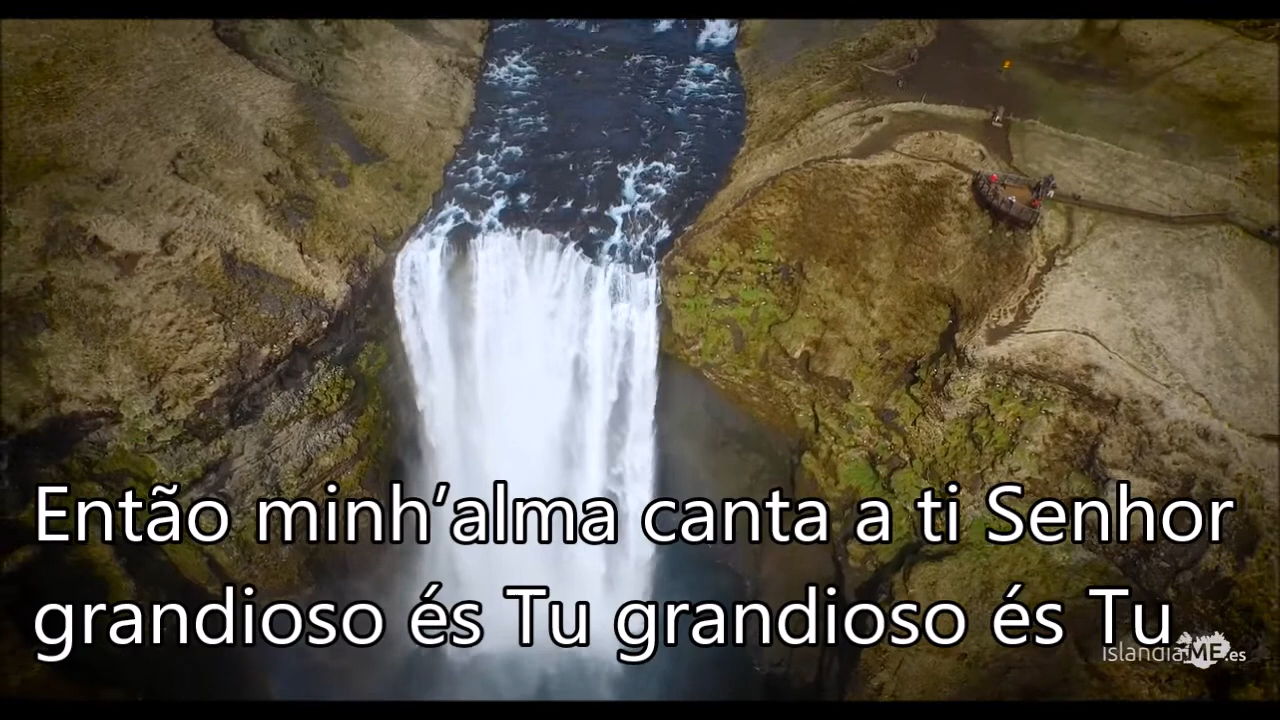 Então minh’alma canta a ti Senhor
grandioso és Tu grandioso és Tu
islandiaME.es